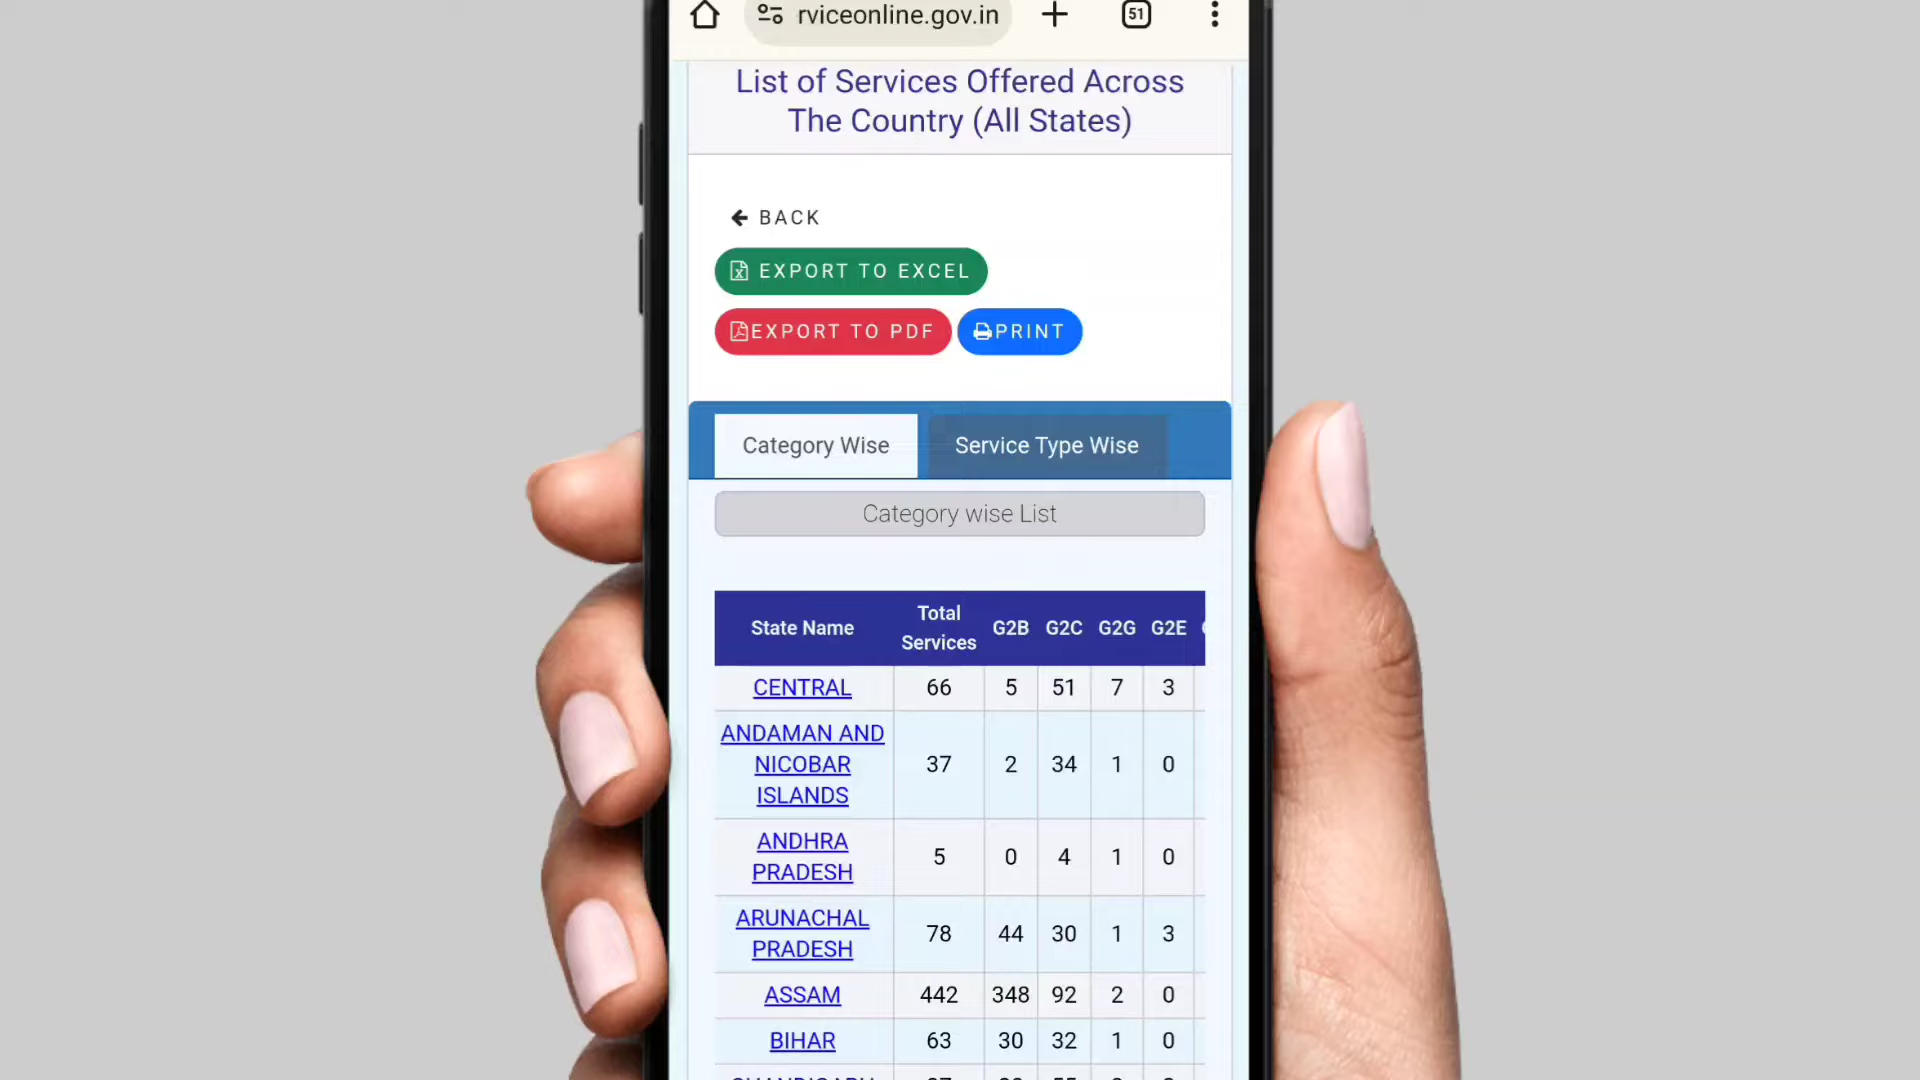 rviceonline.gov.in
51
List of Services Offered Across
The Country (All States)
BACK
EXPORT TO EXCEL
EXPORT TO PDF PRINT
Category Wise Service Type Wise
Category wise List
State Name Total Services G2B G2C G2G G2E
CENTRAL 66 5 51 7 3
ANDAMAN AND
NICOBAR
ISLANDS 37 2 34 1 0
ANDHRA
PRADESH 5 0 4 1 0
ARUNACHAL
PRADESH 78 44 30 1 3
ASSAM 442 348 92 2 0
BIHAR 63 30 32 1 0